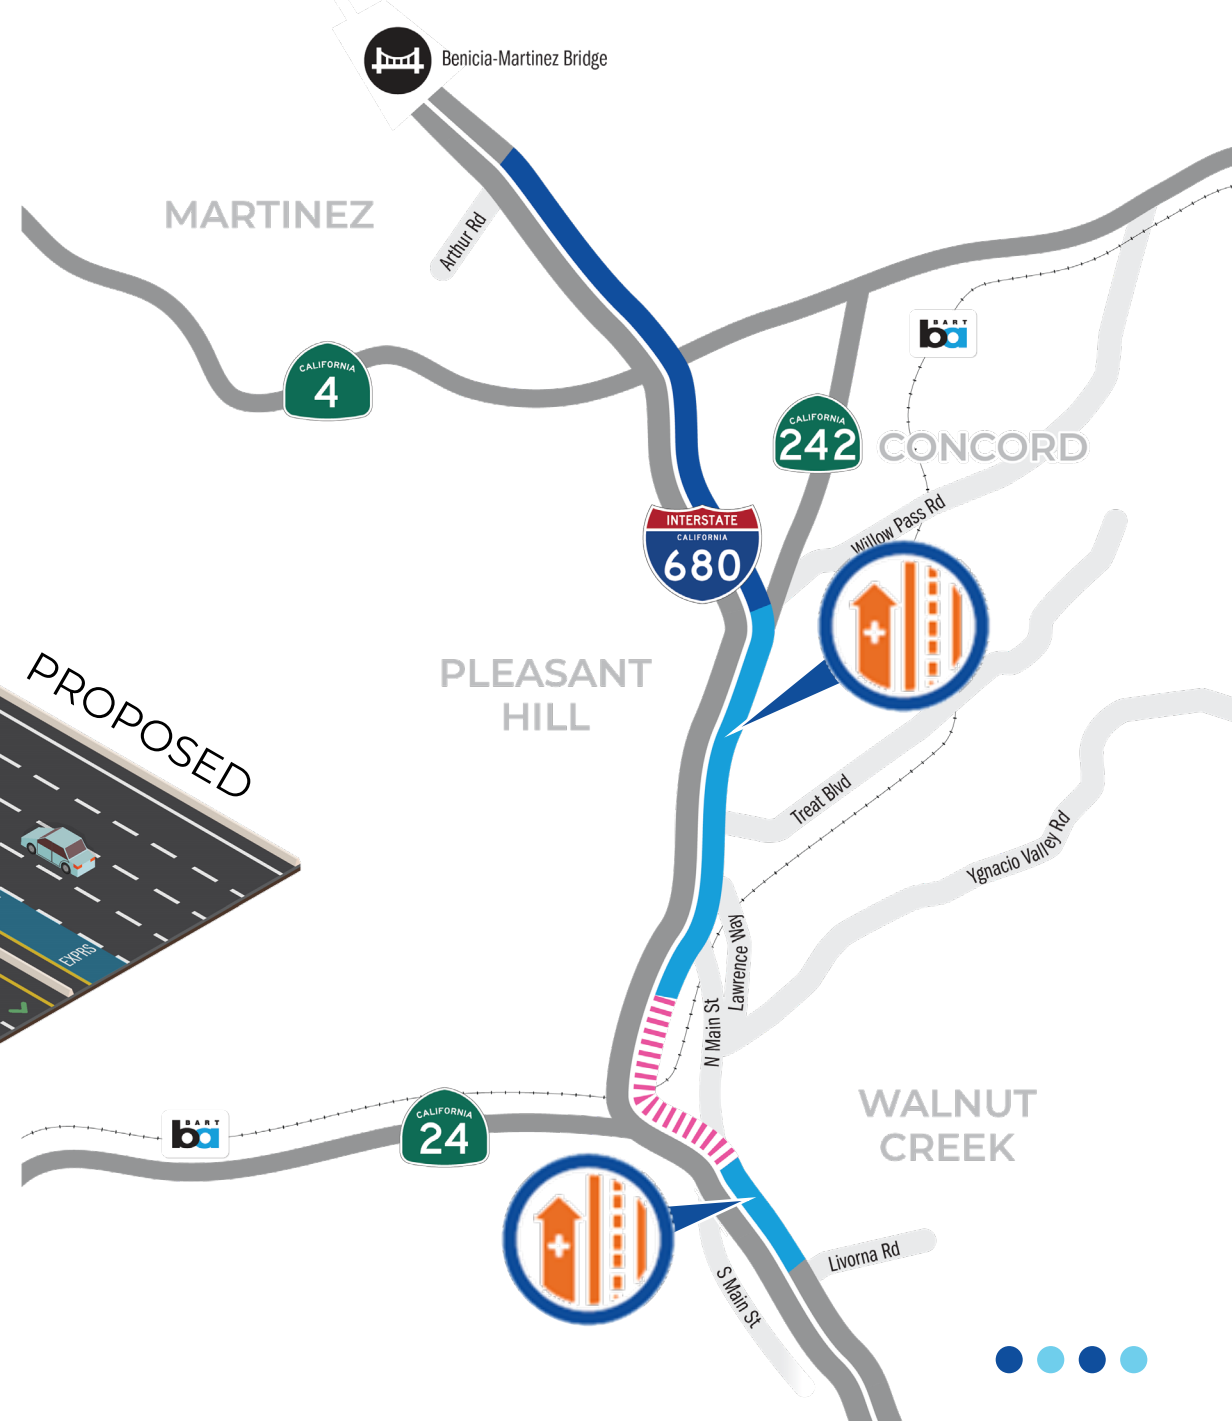 Benicia-Martinez Bridge
MARTINEZ
Arthur Rd
CALIFORNIA
4
BART
ba
CALIFORNIA
242
CONCORD
Willow Pass Rd
INTERSTATE
CALIFORNIA
680
PLEASANT
HILL
PROPOSED
Treat Blvd
Ygnacio Valley Rd
EXPRS
Lawrence Way
N Main St
WALNUT
CREEK
BART
ba
CALIFORNIA
24
Livorna Rd
S Main St